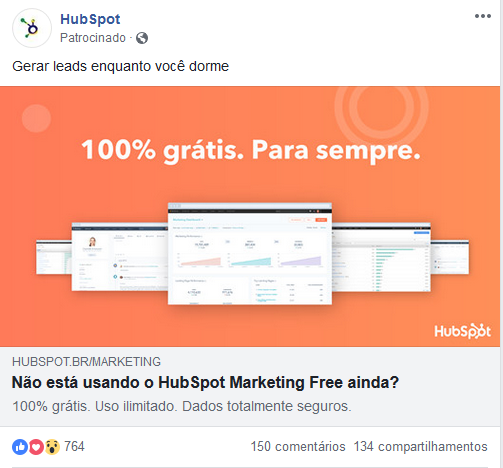 HubSpot
Patrocinado ·
Gerar leads enquanto você dorme
100% grátis. Para sempre.
HubSpot
HUBSPOT.BR/MARKETING
Não está usando o HubSpot Marketing Free ainda?
100% grátis. Uso ilimitado. Dados totalmente seguros.
764 150 comentários 134 compartilhamentos